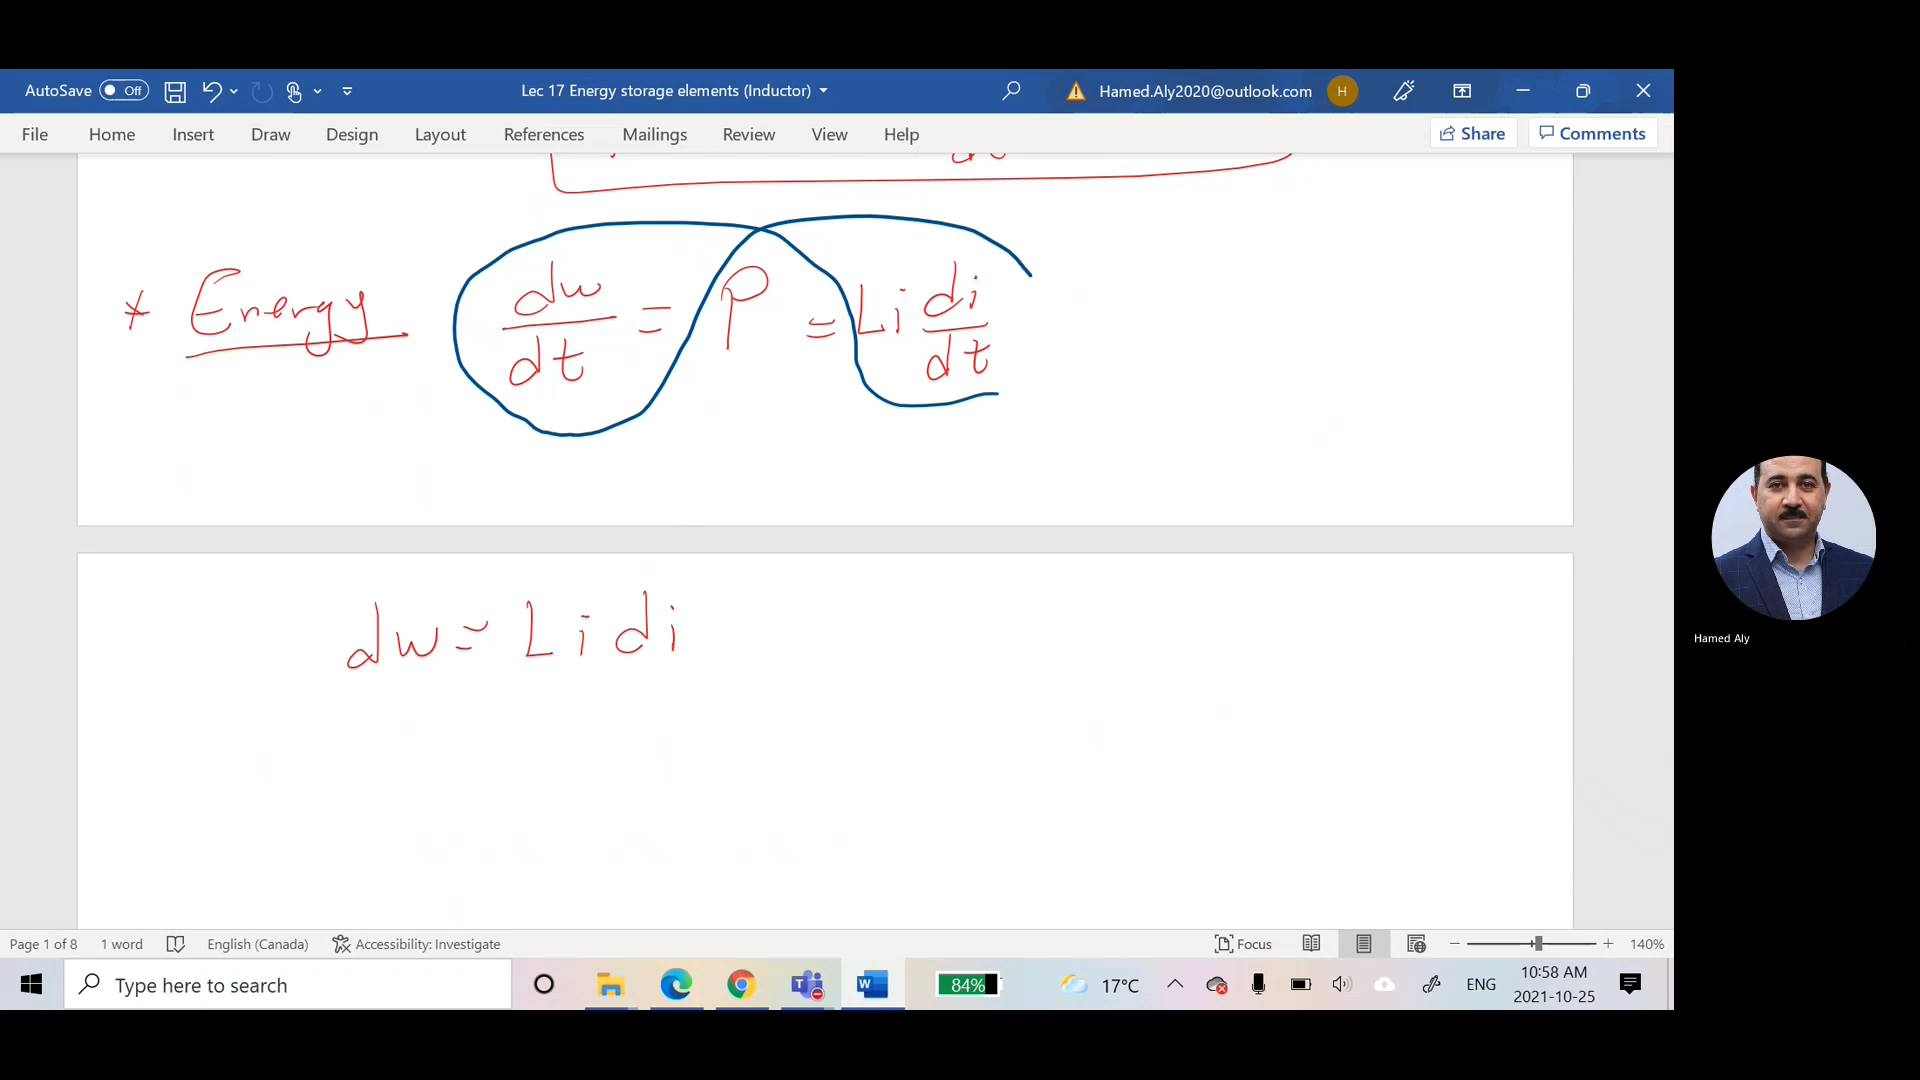 AutoSave Off Lec 17 Energy storage elements (Inductor) Hamed.Aly2020@outlook.com H
File Home Insert Draw Design Layout References Mailings Review View Help Share Comments
* Energy dw/dt = P = Li di/dt
dw = L i di
Hamed Aly
Page 1 of 8 1 word English (Canada) Accessibility: Investigate Focus 140%
Type here to search 84% 17°C ENG 10:58 AM
2021-10-25